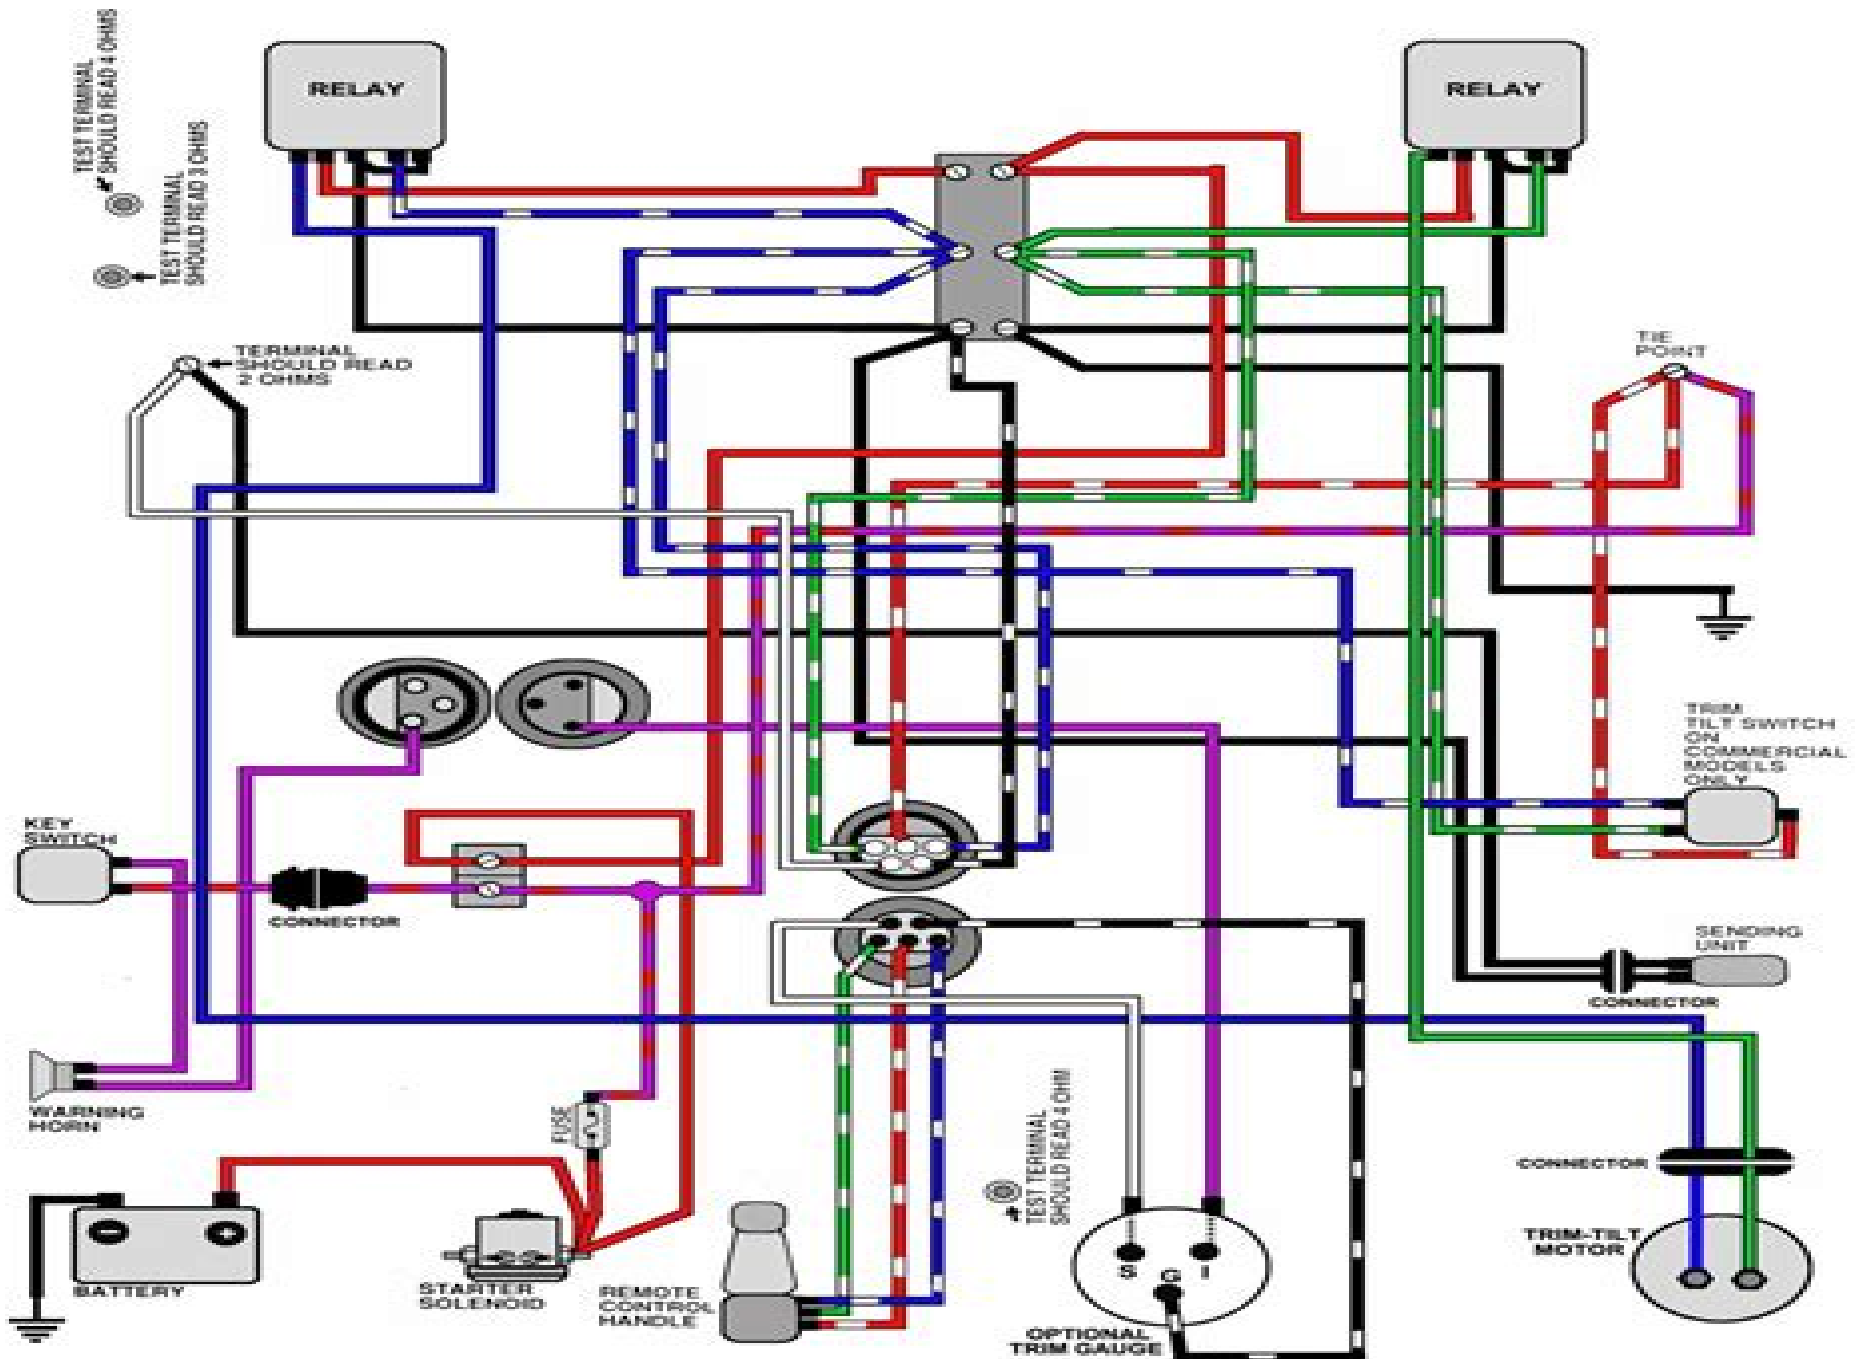 TEST TERMINAL
SHOULD READ 4 OHMS
TEST TERMINAL
SHOULD READ 3 OHMS
RELAY
RELAY
TERMINAL
SHOULD READ
2 OHMS
TIE
POINT
TRIM
TILT SWITCH
ON
COMMERCIAL
MODELS
ONLY
KEY
SWITCH
CONNECTOR
SENDING
UNIT
CONNECTOR
WARNING
HORN
FUSE
TEST TERMINAL
SHOULD READ 4 OHM
CONNECTOR
TRIM-TILT
MOTOR
BATTERY
STARTER
SOLENOID
REMOTE
CONTROL
HANDLE
S
G
I
OPTIONAL
TRIM GAUGE